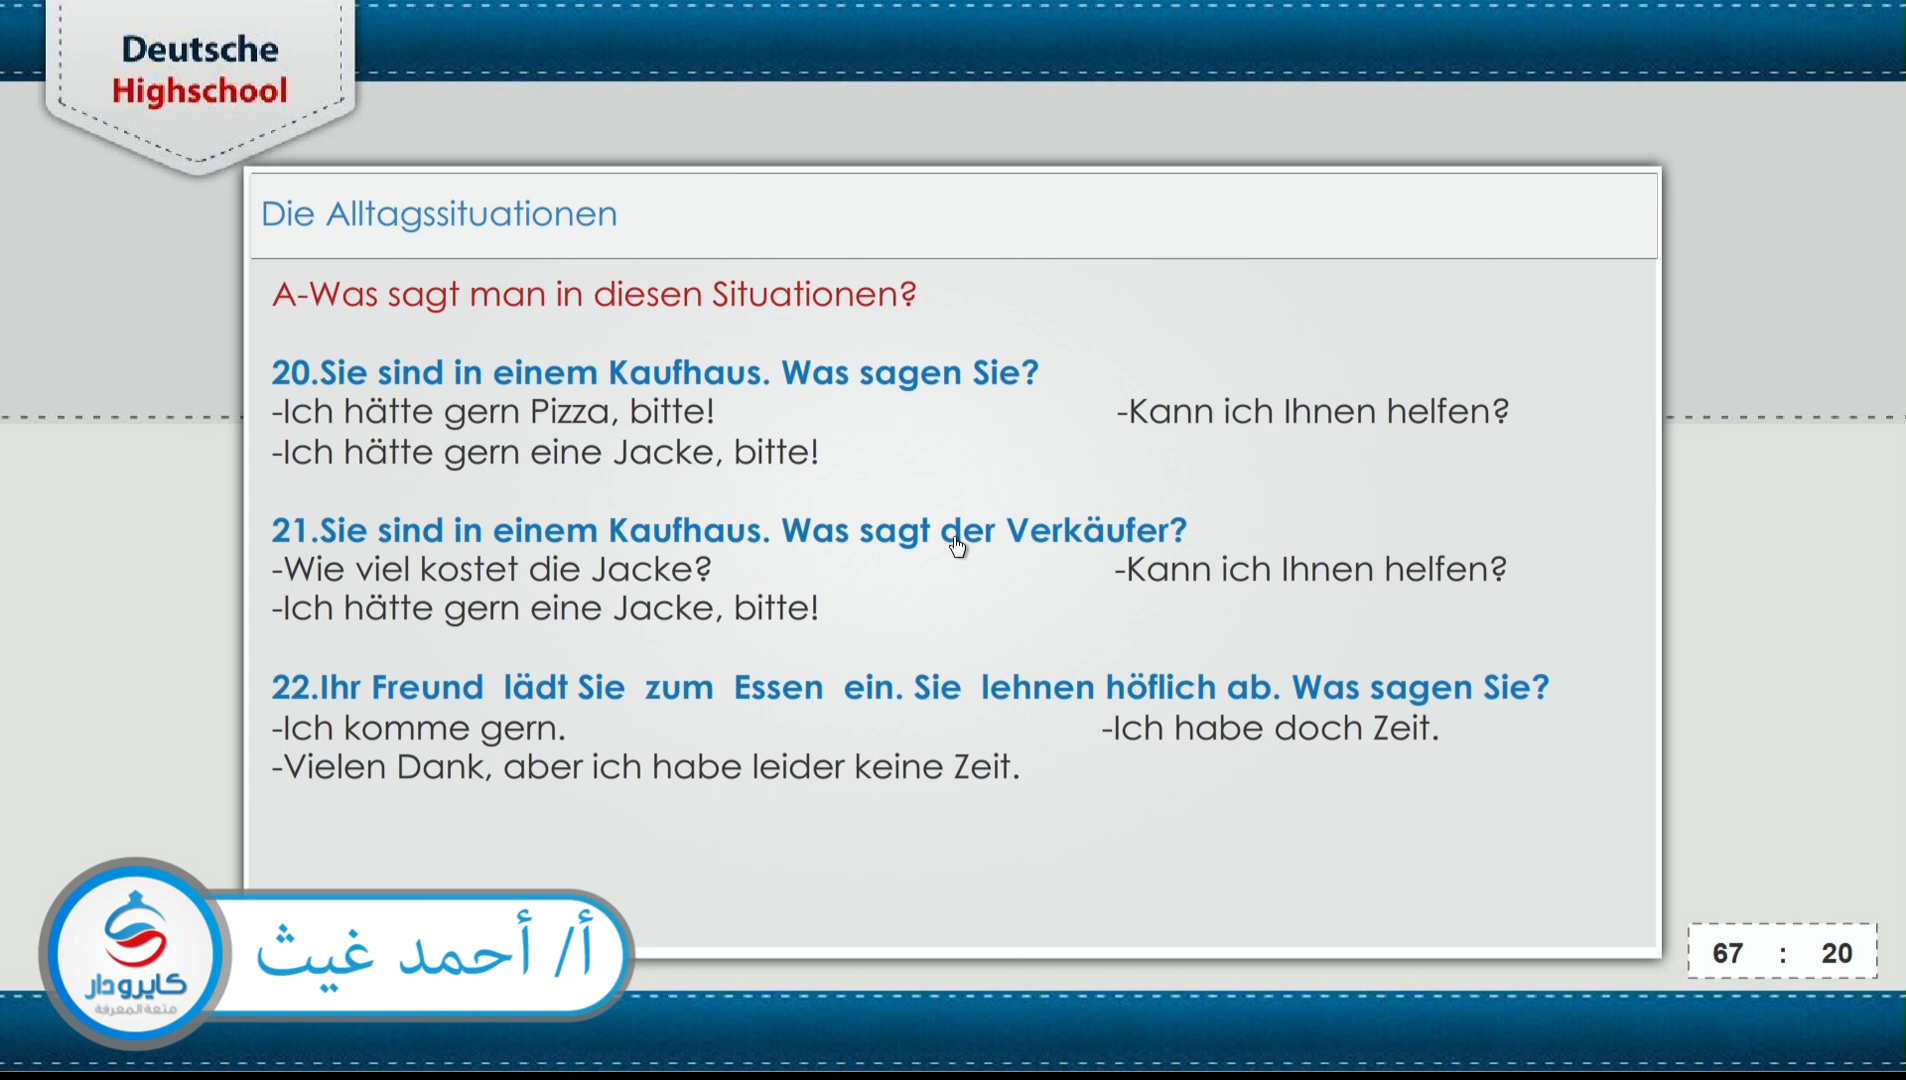 Deutsche
Highschool
Die Alltagssituationen
A-Was sagt man in diesen Situationen?
20.Sie sind in einem Kaufhaus. Was sagen Sie?
-Ich hätte gern Pizza, bitte! -Kann ich Ihnen helfen?
-Ich hätte gern eine Jacke, bitte!
21.Sie sind in einem Kaufhaus. Was sagt der Verkäufer?
-Wie viel kostet die Jacke? -Kann ich Ihnen helfen?
-Ich hätte gern eine Jacke, bitte!
22.Ihr Freund lädt Sie zum Essen ein. Sie lehnen höflich ab. Was sagen Sie?
-Ich komme gern. -Ich habe doch Zeit.
-Vielen Dank, aber ich habe leider keine Zeit.
أ/ أحمد غيث
كايرودار
متعة المعرفة
67 : 20